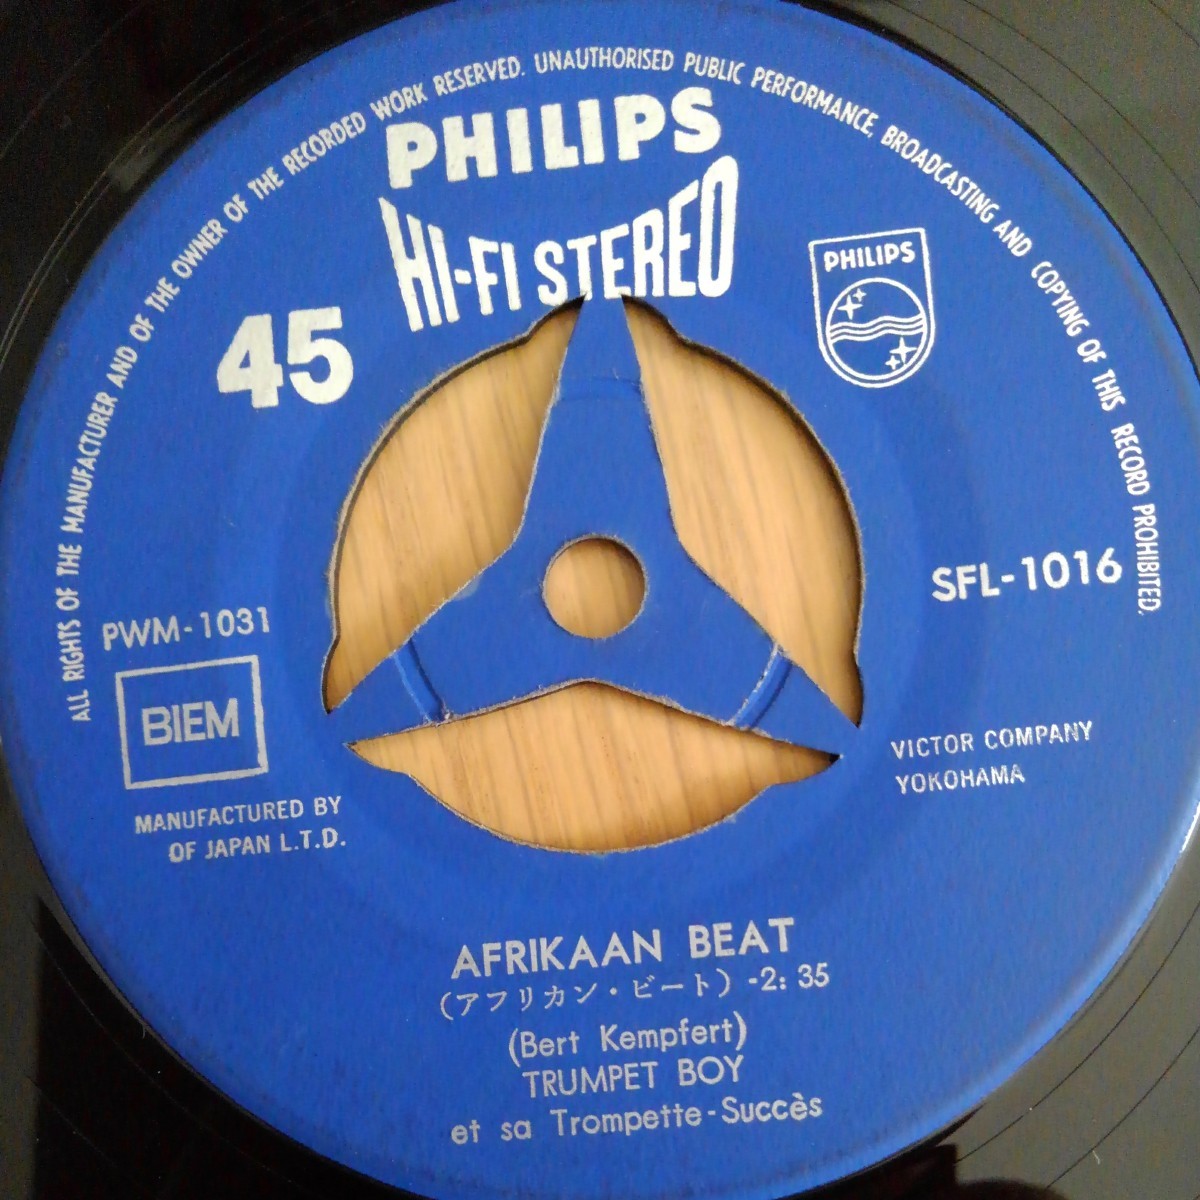 ALL RIGHTS OF THE MANUFACTURER AND OF THE OWNER OF THE RECORDED WORK RESERVED. UNAUTHORISED PUBLIC PERFORMANCE, BROADCASTING AND COPYING OF THIS RECORD PROHIBITED.
PHILIPS
HI-FI STEREO
45
PHILIPS
SFL-1016
PWM-1031
BIEM
VICTOR COMPANY
YOKOHAMA
MANUFACTURED BY
OF JAPAN L.T.D.
AFRIKAAN BEAT
(アフリカン・ビート) -2:35
(Bert Kempfert)
TRUMPET BOY
et sa Trompette-Succès